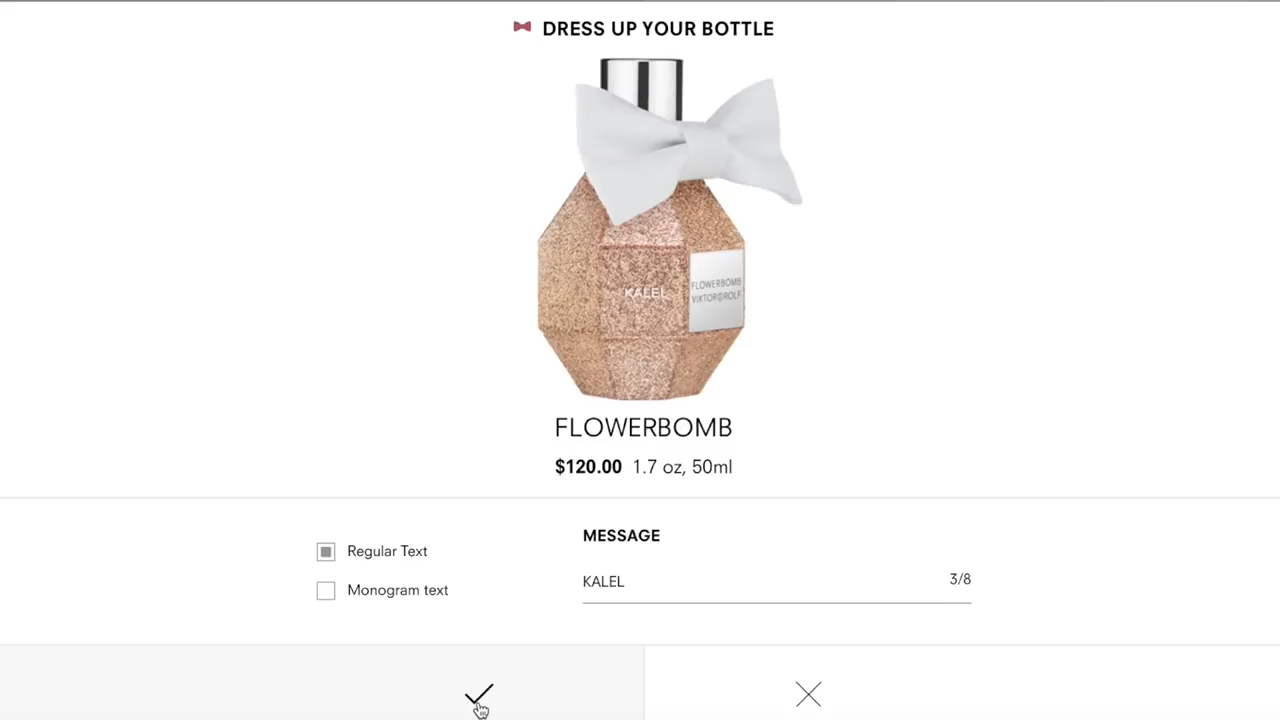 DRESS UP YOUR BOTTLE
KALEL
FLOWERBOMB
VIKTOR&ROLF
FLOWERBOMB
$120.00 1.7 oz, 50ml
Regular Text
Monogram text
MESSAGE
KALEL
3/8